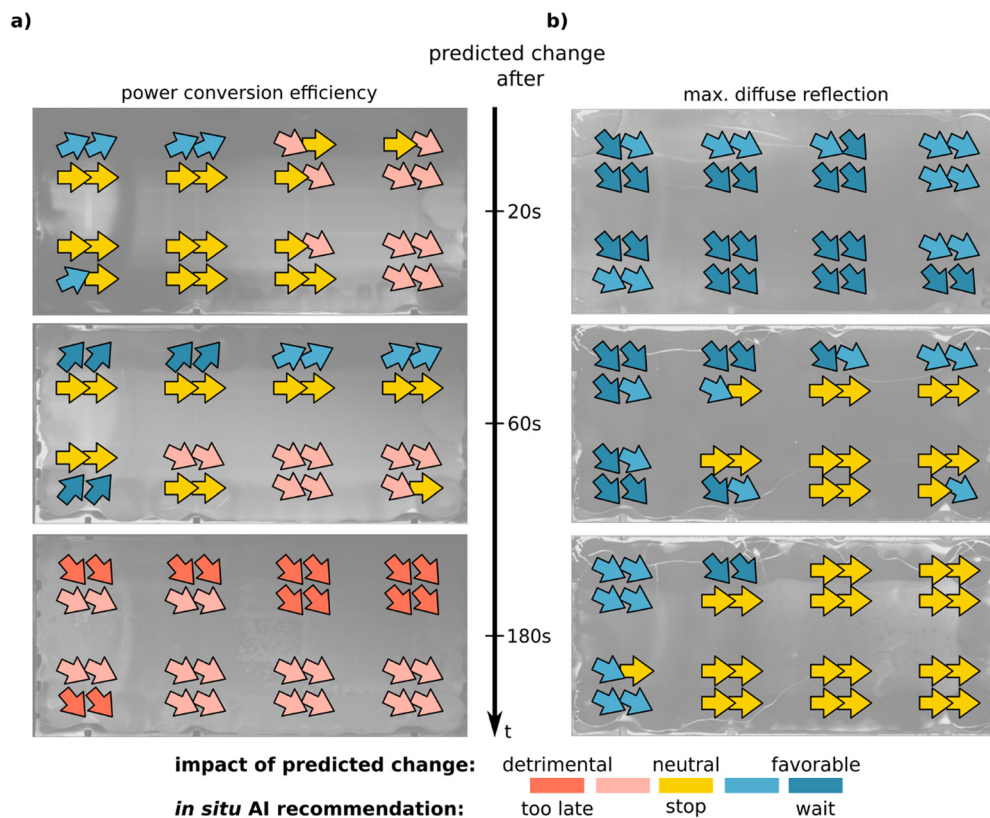 a)
b)
predicted change
after
power conversion efficiency
max. diffuse reflection
20s
60s
180s
t
impact of predicted change:
detrimental
neutral
favorable
in situ AI recommendation:
too late
stop
wait